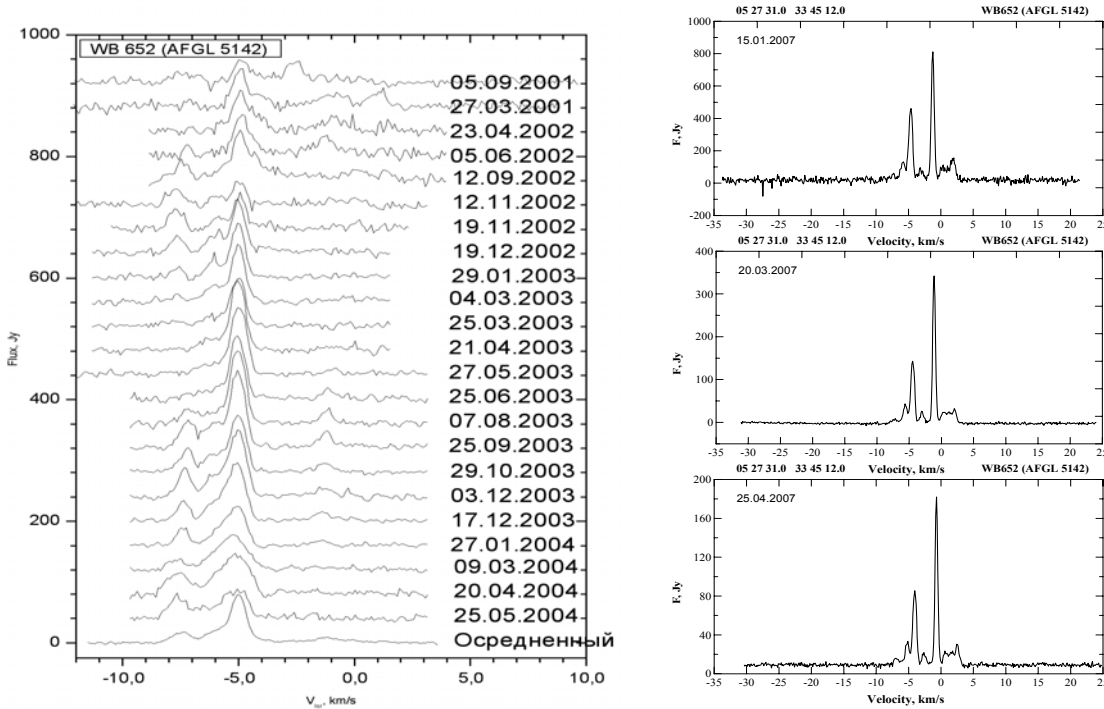 1000
800
600
400
200
0
Flux, Jy
WB 652 (AFGL 5142)
05.09.2001
27.03.2001
23.04.2002
05.06.2002
12.09.2002
12.11.2002
19.11.2002
19.12.2002
29.01.2003
04.03.2003
25.03.2003
21.04.2003
27.05.2003
25.06.2003
07.08.2003
25.09.2003
29.10.2003
03.12.2003
17.12.2003
27.01.2004
09.03.2004
20.04.2004
25.05.2004
Осредненный
-10,0 -5,0 0,0 5,0 10,0
km/s
05 27 31.0 33 45 12.0 WB652 (AFGL 5142)
15.01.2007
1000
800
600
400
200
0
-200
F, Jy
-35 -30 -25 -20 -15 -10 -5 0 5 10 15 20 25
Velocity, km/s
05 27 31.0 33 45 12.0 WB652 (AFGL 5142)
20.03.2007
400
300
200
100
0
F, Jy
-35 -30 -25 -20 -15 -10 -5 0 5 10 15 20 25
Velocity, km/s
05 27 31.0 33 45 12.0 WB652 (AFGL 5142)
25.04.2007
200
160
120
80
40
0
F, Jy
-35 -30 -25 -20 -15 -10 -5 0 5 10 15 20 25
Velocity, km/s